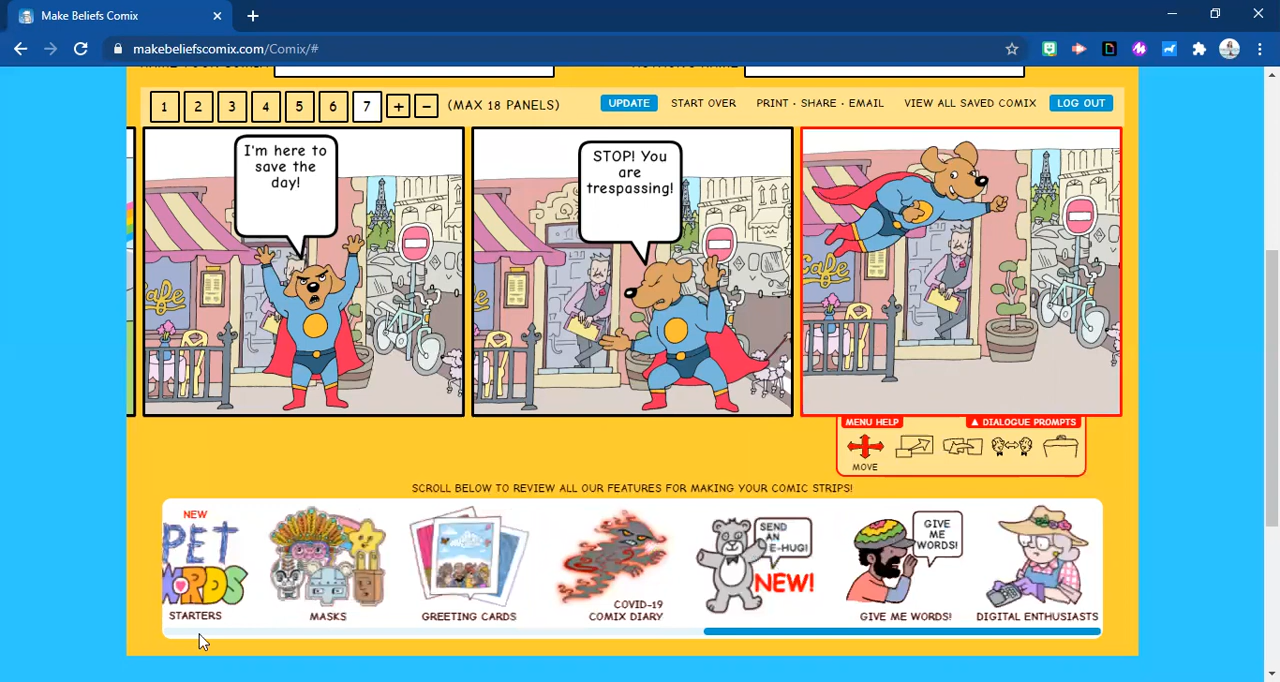 Make Beliefs Comix
makebeliefscomix.com/Comix/#
1 2 3 4 5 6 7 + - (MAX 18 PANELS) UPDATE START OVER PRINT · SHARE · EMAIL VIEW ALL SAVED COMIX LOG OUT
I'm here to
save the
day!
Cafe
STOP! You
are
trespassing!
Cafe
Cafe
MENU HELP ▲ DIALOGUE PROMPTS
MOVE
SCROLL BELOW TO REVIEW ALL OUR FEATURES FOR MAKING YOUR COMIC STRIPS!
NEW
PET
WORDS
STARTERS
MASKS
GREETING CARDS
COVID-19
COMIX DIARY
SEND
AN
E-HUG!
NEW!
GIVE
ME
WORDS!
GIVE ME WORDS!
DIGITAL ENTHUSIASTS